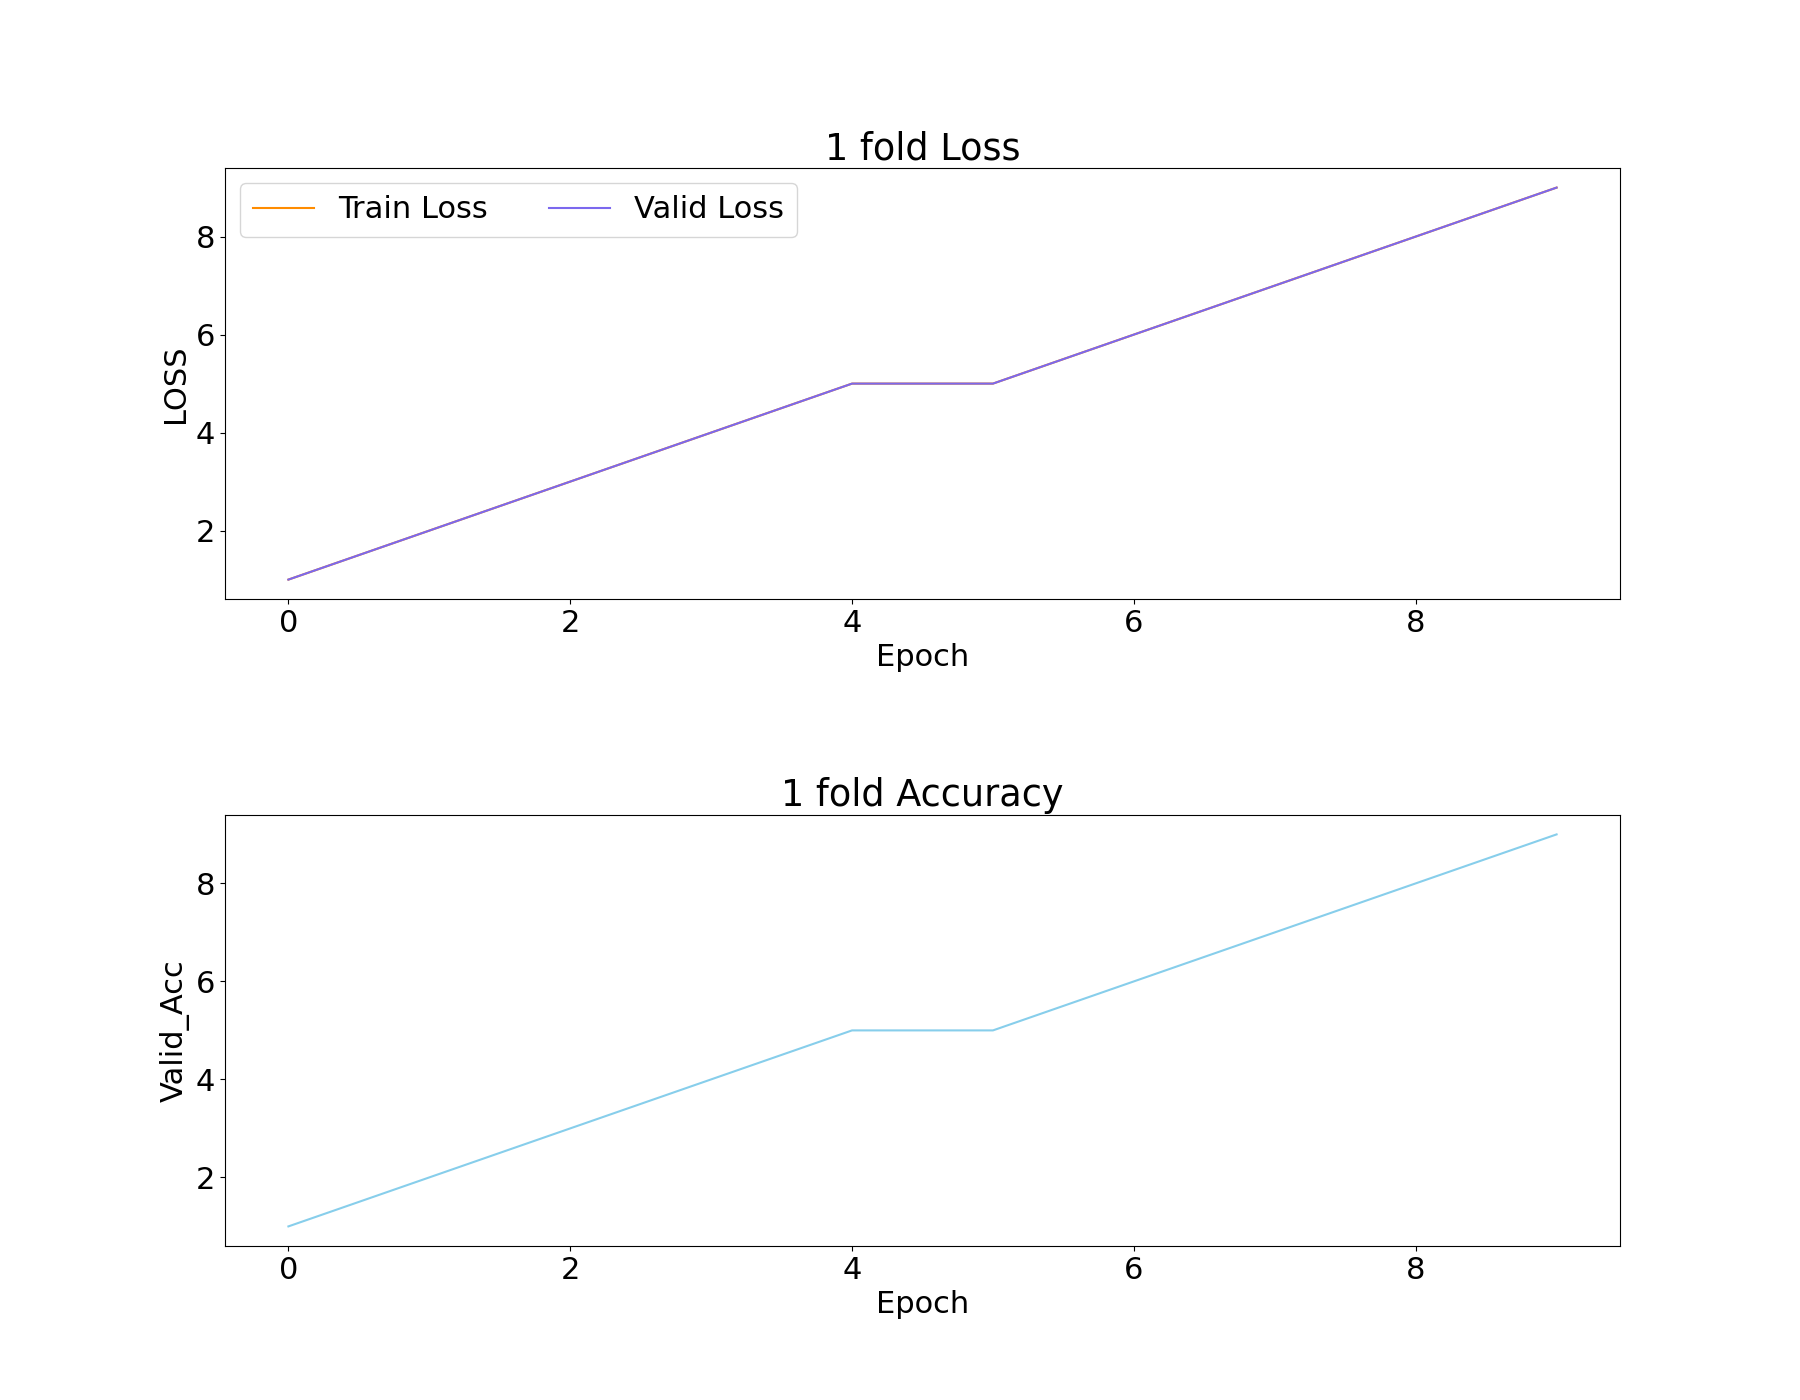 1 fold Loss
Train Loss Valid Loss
8
6
4
2
LOSS
0 2 4 6 8
Epoch
1 fold Accuracy
8
6
4
2
Valid_Acc
0 2 4 6 8
Epoch